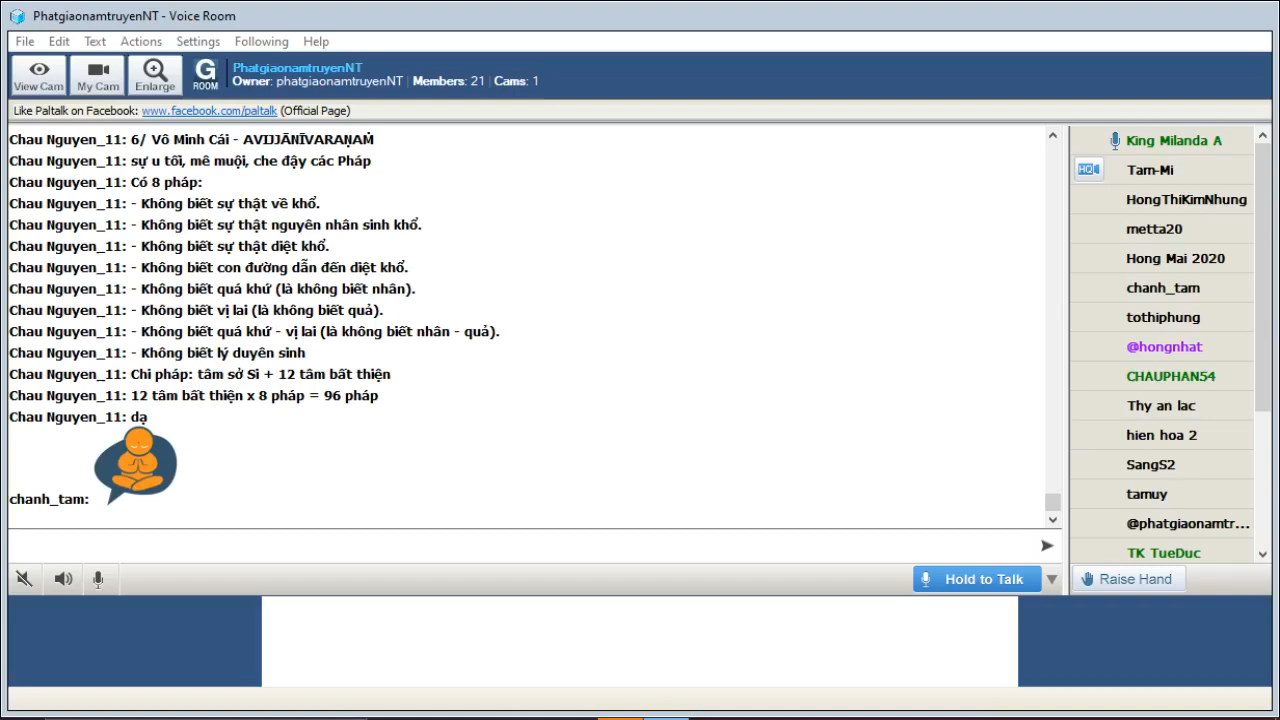 PhatgiaonamtruyenNT - Voice Room
File Edit Text Actions Settings Following Help
View Cam My Cam Enlarge G ROOM
PhatgiaonamtruyenNT
Owner: phatgiaonamtruyenNT | Members: 21 | Cams: 1
Like Paltalk on Facebook: www.facebook.com/paltalk (Official Page)
Chau Nguyen_11: 6/ Vô Minh Cái - AVIJJĀNĪVARAṆAṀ
Chau Nguyen_11: sự u tối, mê muội, che đậy các Pháp
Chau Nguyen_11: Có 8 pháp:
Chau Nguyen_11: - Không biết sự thật về khổ.
Chau Nguyen_11: - Không biết sự thật nguyên nhân sinh khổ.
Chau Nguyen_11: - Không biết sự thật diệt khổ.
Chau Nguyen_11: - Không biết con đường dẫn đến diệt khổ.
Chau Nguyen_11: - Không biết quá khứ (là không biết nhân).
Chau Nguyen_11: - Không biết vị lai (là không biết quả).
Chau Nguyen_11: - Không biết quá khứ - vị lai (là không biết nhân - quả).
Chau Nguyen_11: - Không biết lý duyên sinh
Chau Nguyen_11: Chi pháp: tâm sở Si + 12 tâm bất thiện
Chau Nguyen_11: 12 tâm bất thiện x 8 pháp = 96 pháp
Chau Nguyen_11: dạ
chanh_tam:
King Milanda A
HQ Tam-Mi
HongThiKimNhung
metta20
Hong Mai 2020
chanh_tam
tothiphung
@hongnhat
CHAUPHAN54
Thy an lac
hien hoa 2
SangS2
tamuy
@phatgiaonamtr...
TK TueDuc
Hold to Talk
Raise Hand